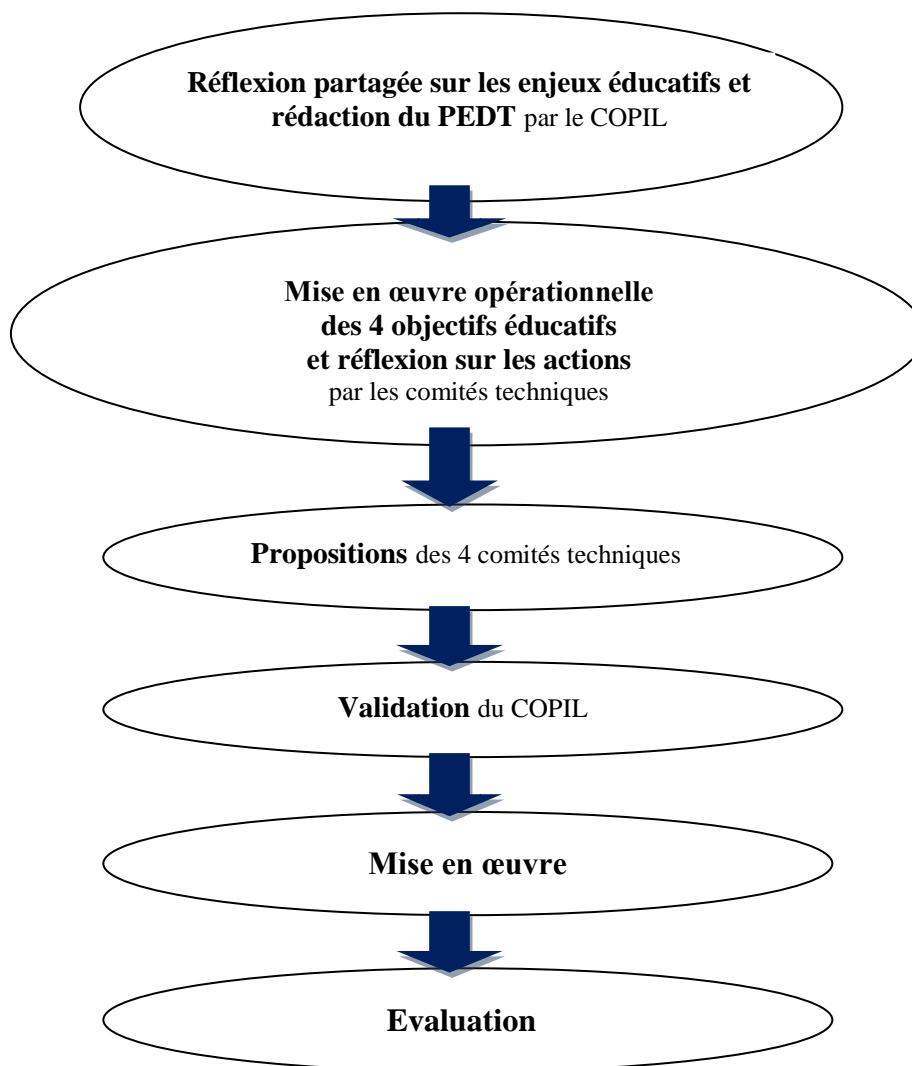 Réflexion partagée sur les enjeux éducatifs et
rédaction du PEDT par le COPIL
Mise en œuvre opérationnelle
des 4 objectifs éducatifs
et réflexion sur les actions
par les comités techniques
Propositions des 4 comités techniques
Validation du COPIL
Mise en œuvre
Evaluation